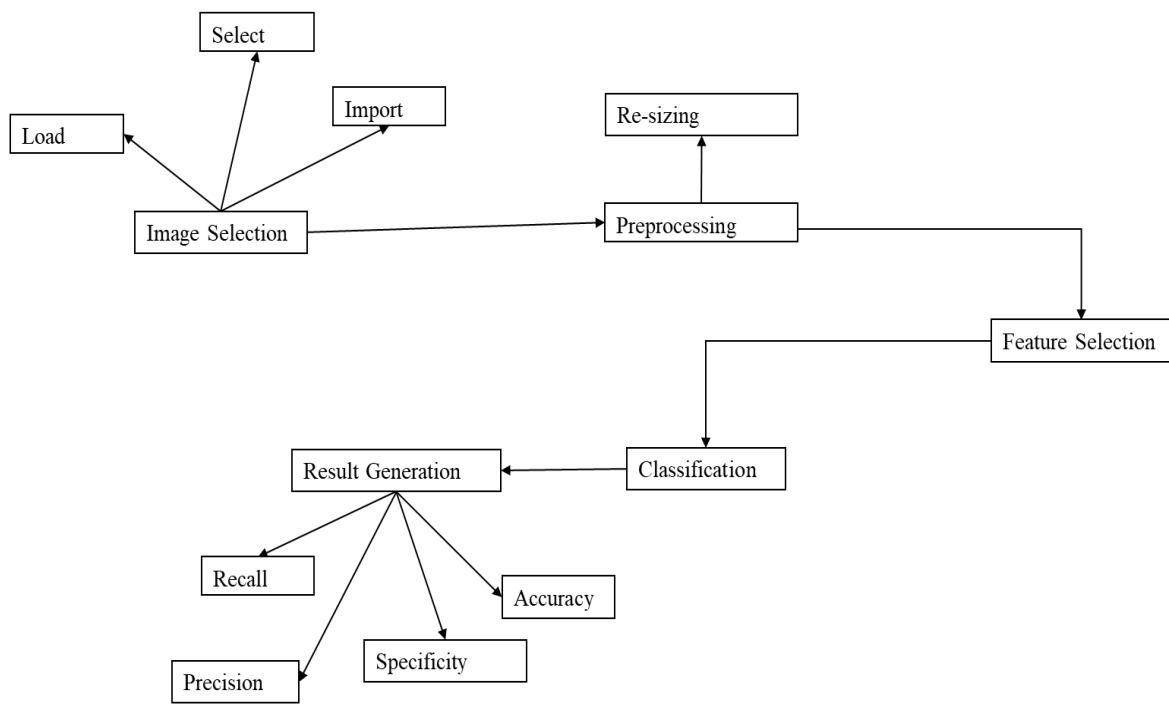 Select
Import
Load
Re-sizing
Image Selection
Preprocessing
Feature Selection
Classification
Result Generation
Recall
Accuracy
Specificity
Precision